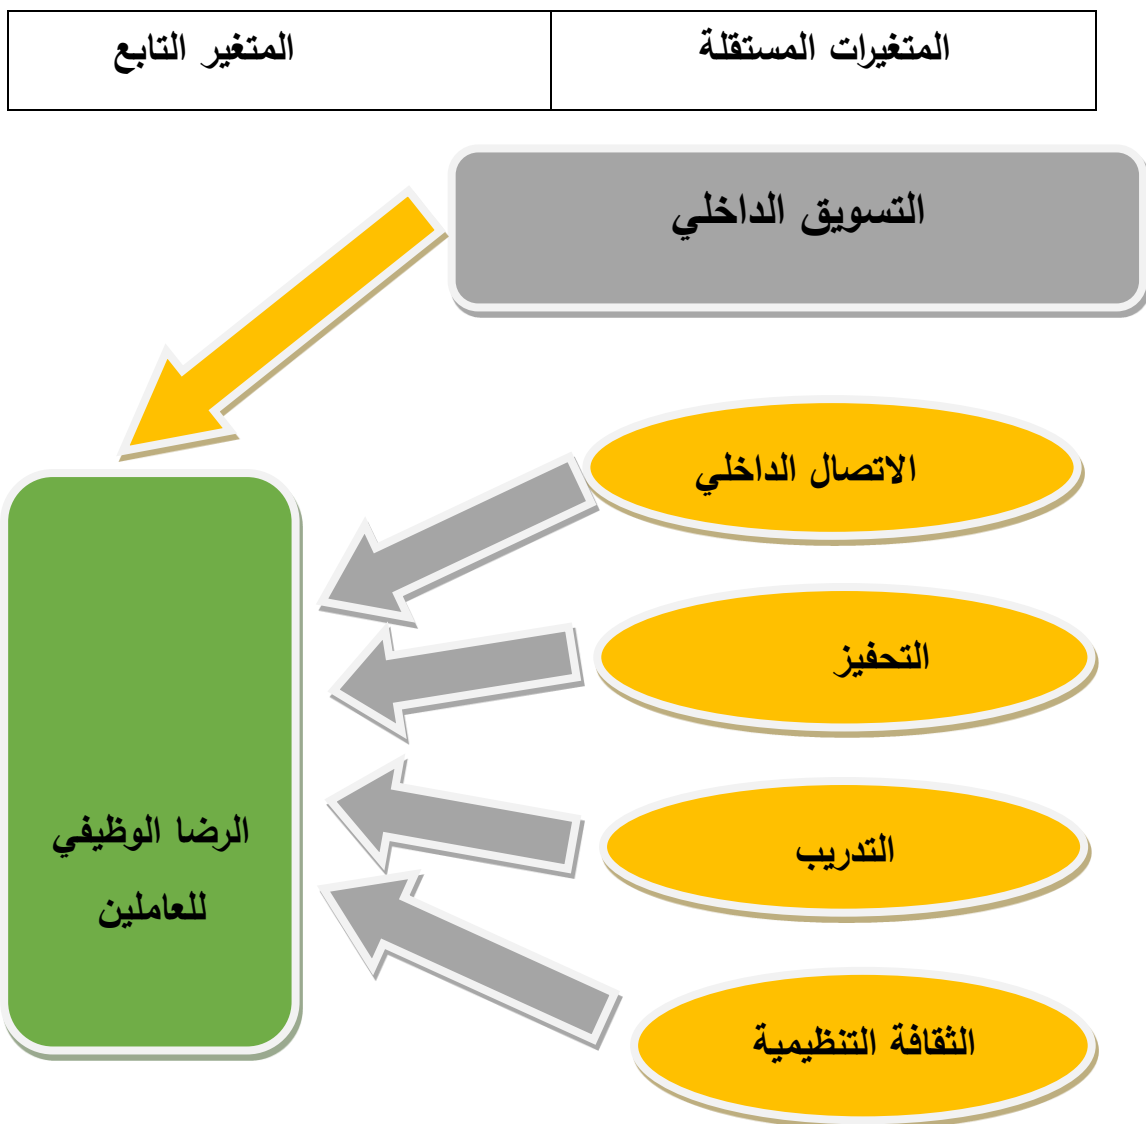 المتغيرات المستقلة
المتغير التابع
التسويق الداخلي
الاتصال الداخلي
التحفيز
التدريب
الثقافة التنظيمية
الرضا الوظيفي
للعاملين